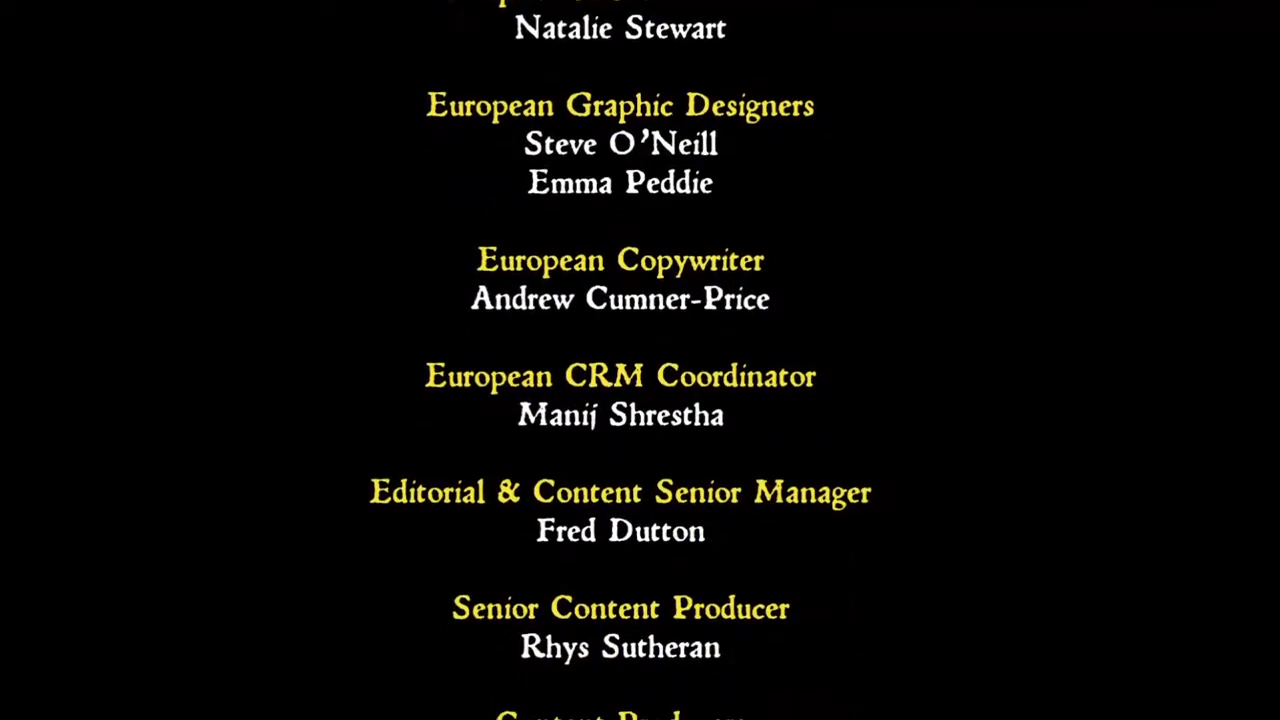 Natalie Stewart
European Graphic Designers
Steve O'Neill
Emma Peddie
European Copywriter
Andrew Cumner-Price
European CRM Coordinator
Manij Shrestha
Editorial & Content Senior Manager
Fred Dutton
Senior Content Producer
Rhys Sutheran